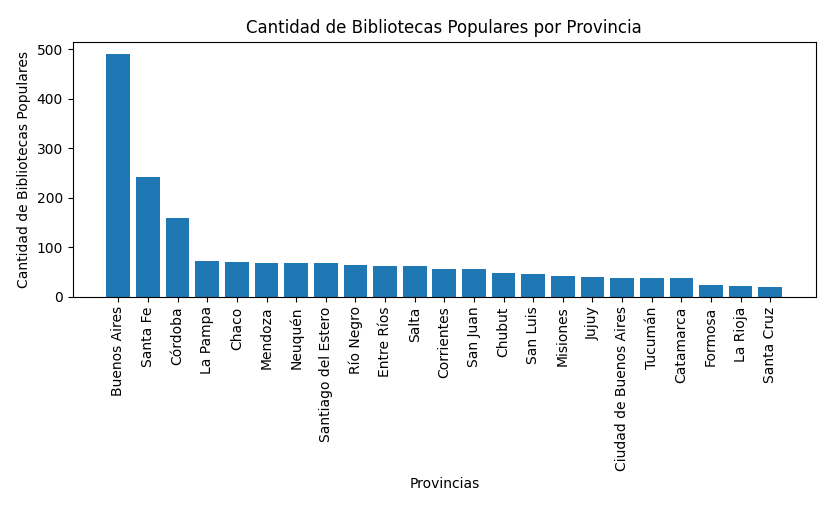 Cantidad de Bibliotecas Populares por Provincia
Cantidad de Bibliotecas Populares
500
400
300
200
100
0
Buenos Aires
Santa Fe
Córdoba
La Pampa
Chaco
Mendoza
Neuquén
Santiago del Estero
Río Negro
Entre Ríos
Salta
Corrientes
San Juan
Chubut
San Luis
Misiones
Jujuy
Ciudad de Buenos Aires
Tucumán
Catamarca
Formosa
La Rioja
Santa Cruz
Provincias